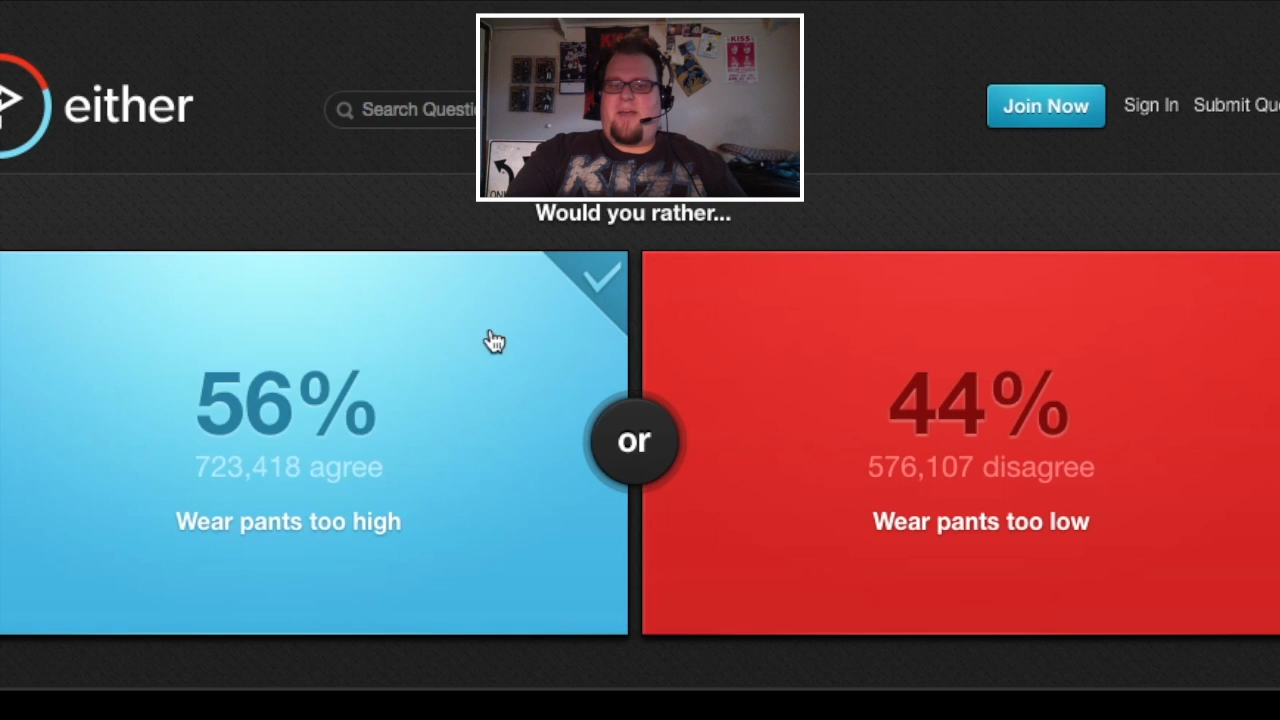 either
Search Questi
Join Now
Sign In
Submit Qu
KISS
Would you rather...
56%
723,418 agree
Wear pants too high
or
44%
576,107 disagree
Wear pants too low